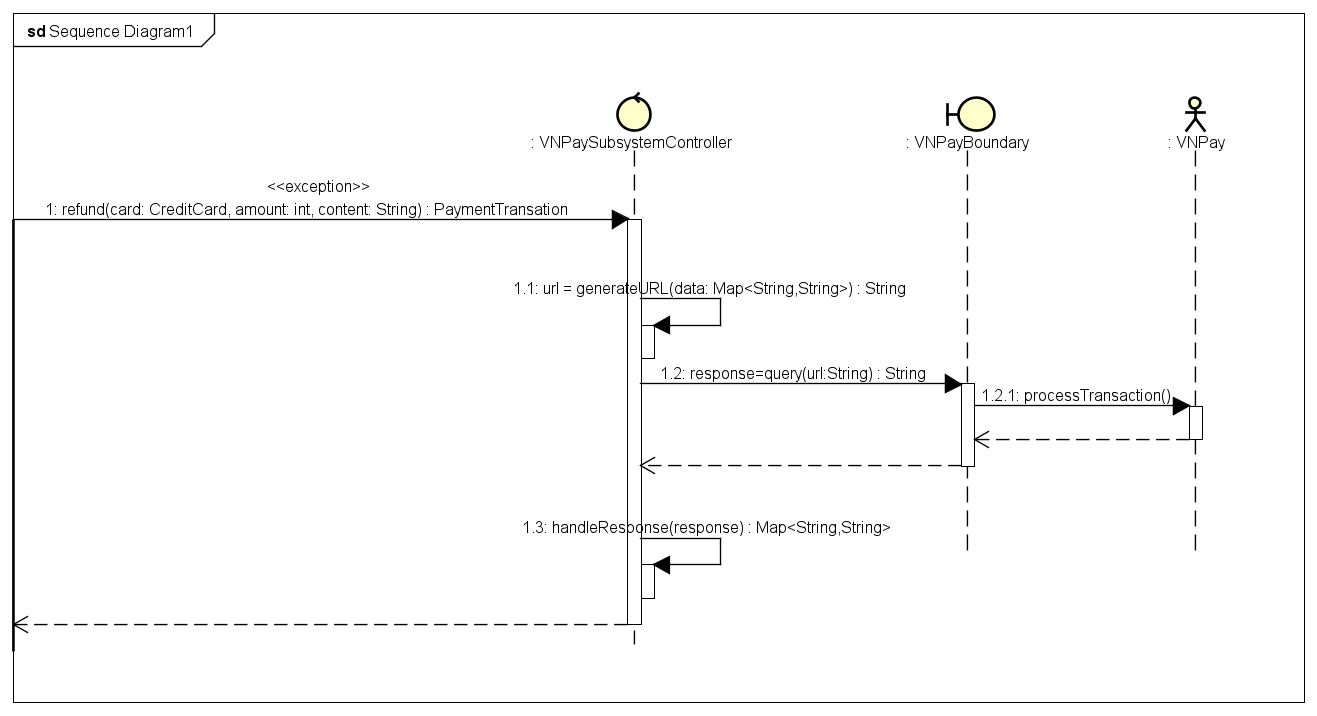 sd Sequence Diagram1
: VNPaySubsystemController
: VNPayBoundary
: VNPay
<<exception>>
1: refund(card: CreditCard, amount: int, content: String) : PaymentTransation
1.1: url = generateURL(data: Map<String,String>) : String
1.2: response=query(url:String) : String
1.2.1: processTransaction()
1.3: handleResponse(response) : Map<String,String>